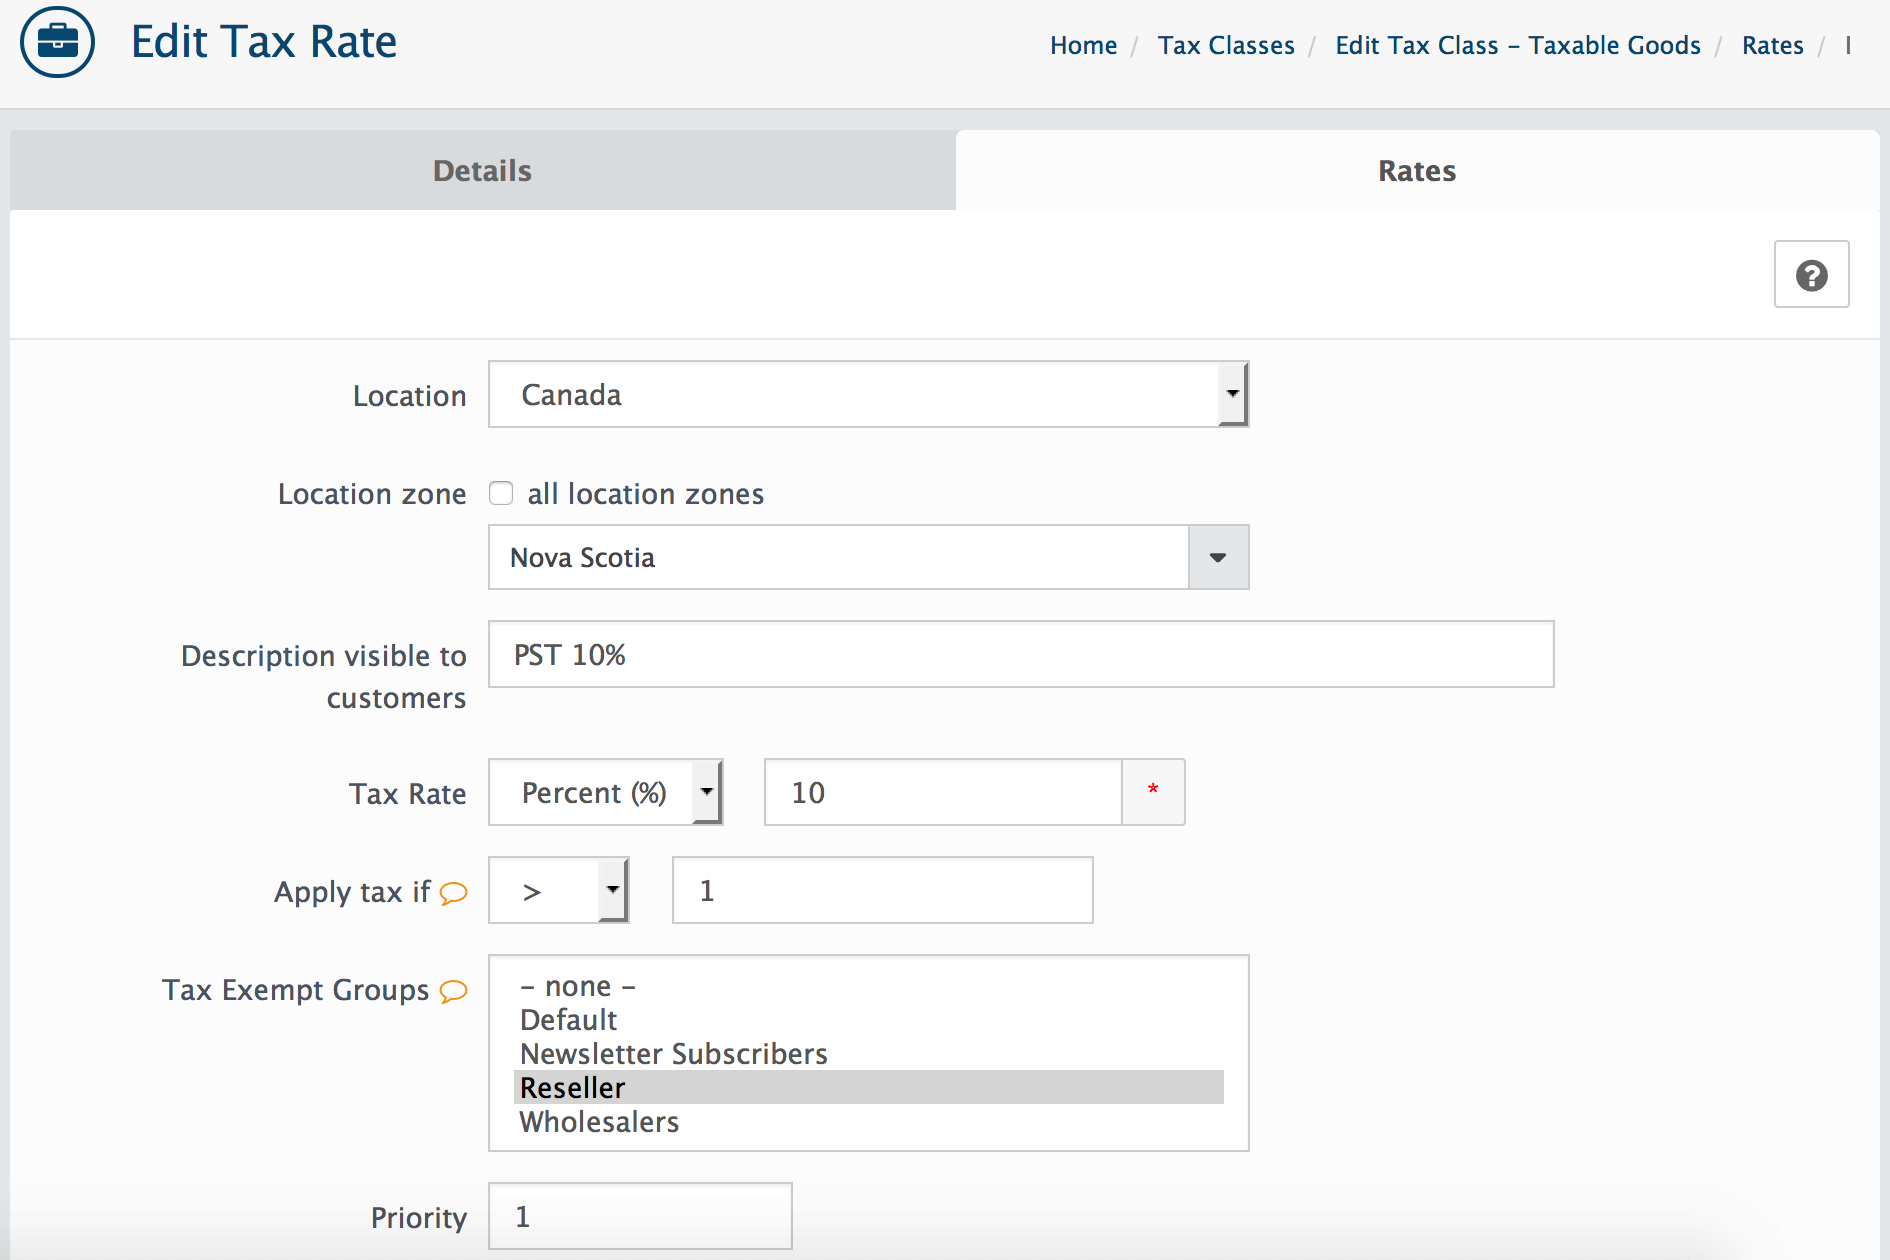 Edit Tax Rate
Home / Tax Classes / Edit Tax Class – Taxable Goods / Rates /
Details
Rates
Location
Canada
Location zone
all location zones
Nova Scotia
Description visible to
customers
PST 10%
Tax Rate
Percent (%)
10
*
Apply tax if
>
1
Tax Exempt Groups
– none –
Default
Newsletter Subscribers
Reseller
Wholesalers
Priority
1